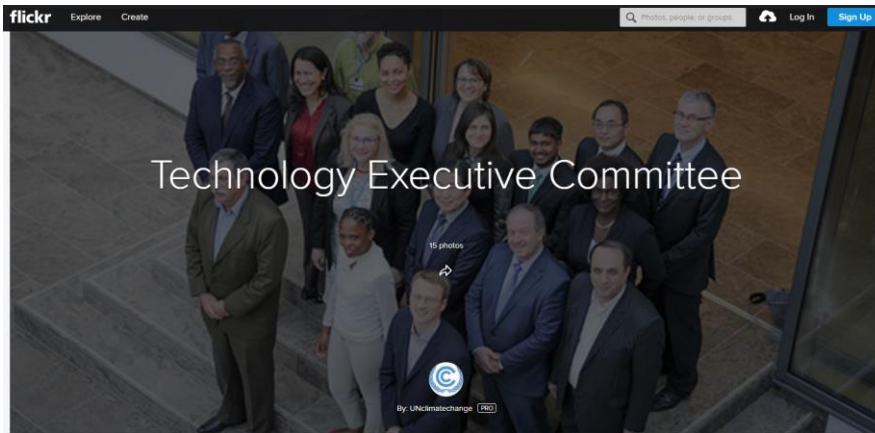 flickr Explore Create Photos, people, or groups Log In Sign Up
Technology Executive Committee
15 photos
By: UNclimatechange PRO